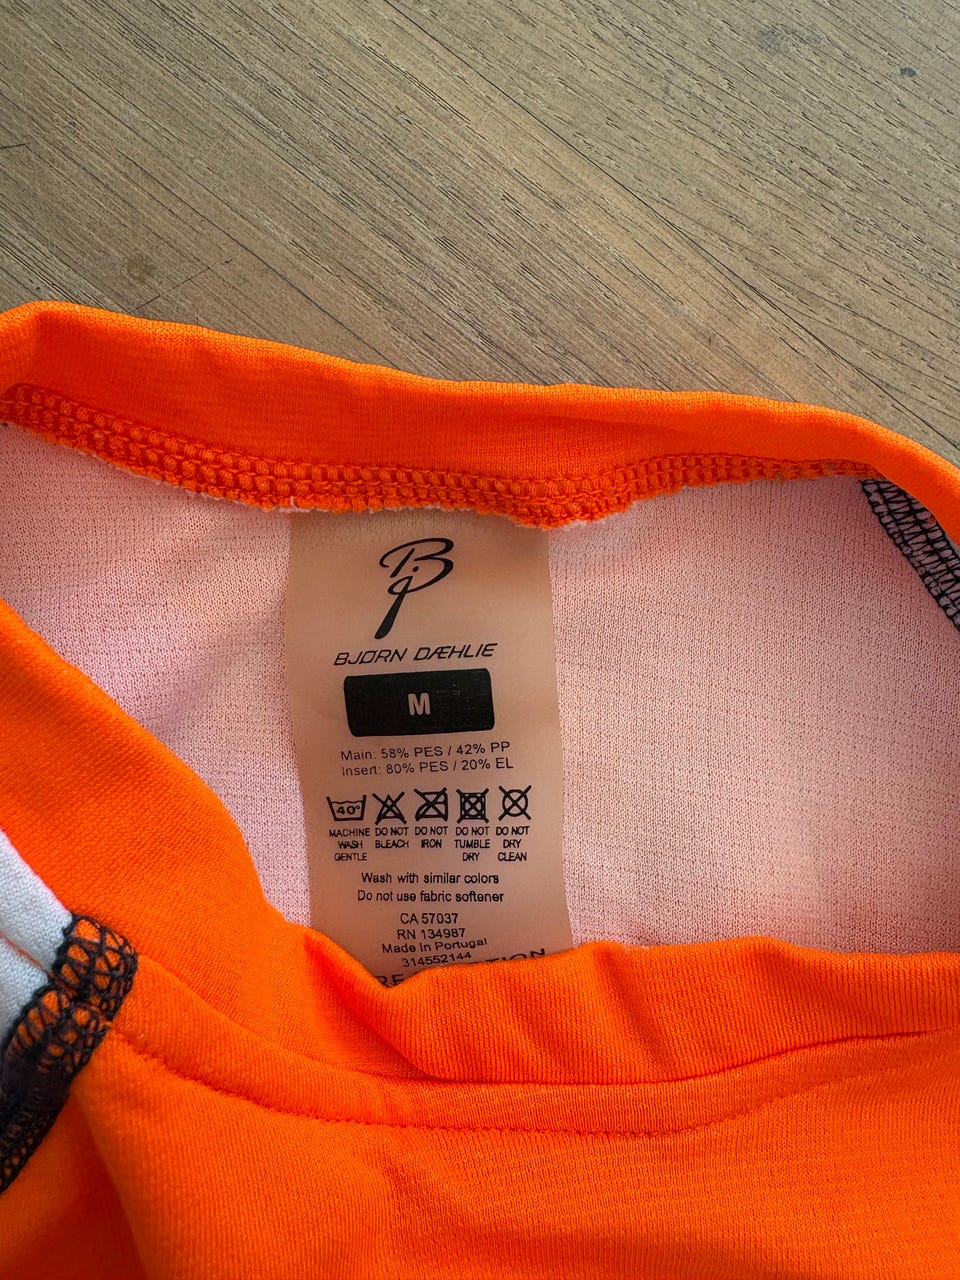 BJØRN DÆHLIE
M
Main: 58% PES / 42% PP
Insert: 80% PES / 20% EL
40°
MACHINE WASH GENTLE
DO NOT BLEACH
DO NOT IRON
DO NOT TUMBLE DRY
DO NOT DRY CLEAN
Wash with similar colors
Do not use fabric softener
CA 57037
RN 134987
Made In Portugal
314552144